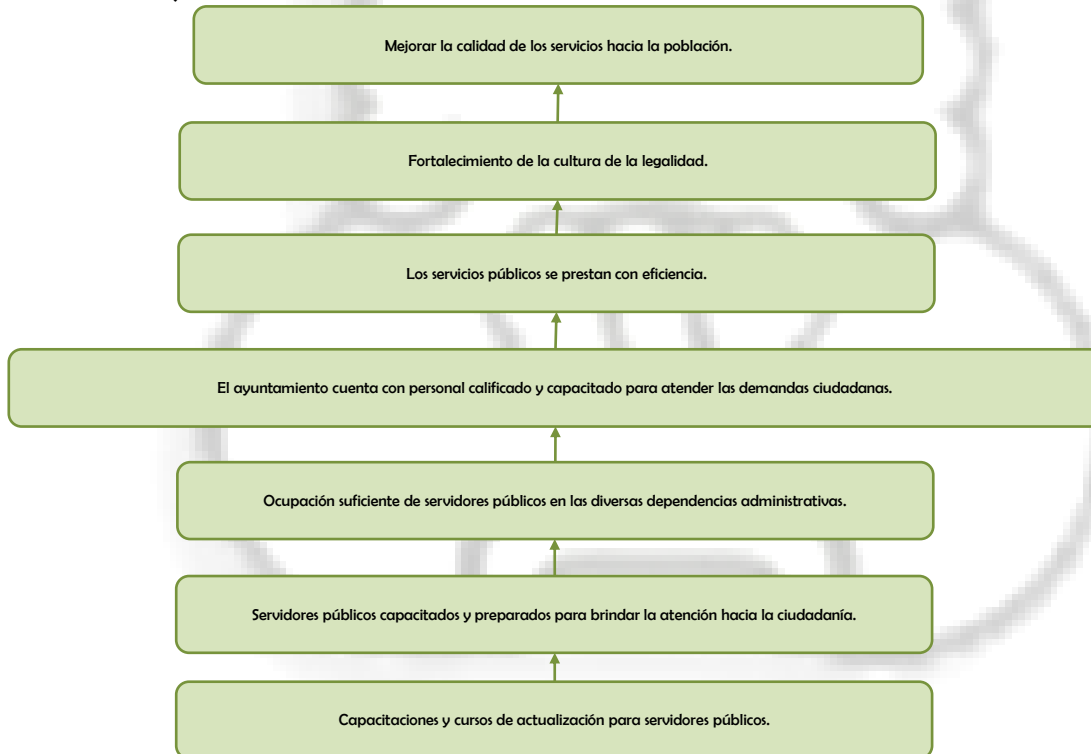 Mejorar la calidad de los servicios hacia la población.
Fortalecimiento de la cultura de la legalidad.
Los servicios públicos se prestan con eficiencia.
El ayuntamiento cuenta con personal calificado y capacitado para atender las demandas ciudadanas.
Ocupación suficiente de servidores públicos en las diversas dependencias administrativas.
Servidores públicos capacitados y preparados para brindar la atención hacia la ciudadanía.
Capacitaciones y cursos de actualización para servidores públicos.